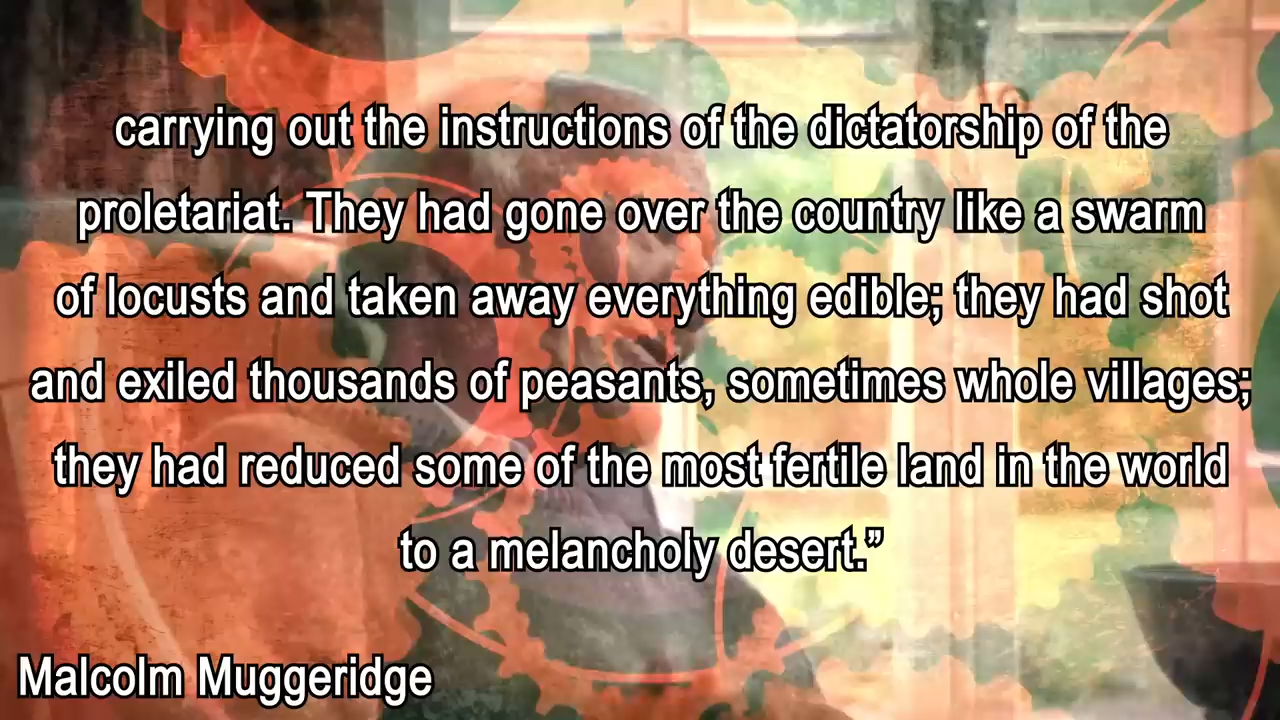 carrying out the instructions of the dictatorship of the
proletariat. They had gone over the country like a swarm
of locusts and taken away everything edible; they had shot
and exiled thousands of peasants, sometimes whole villages;
they had reduced some of the most fertile land in the world
to a melancholy desert.”
Malcolm Muggeridge